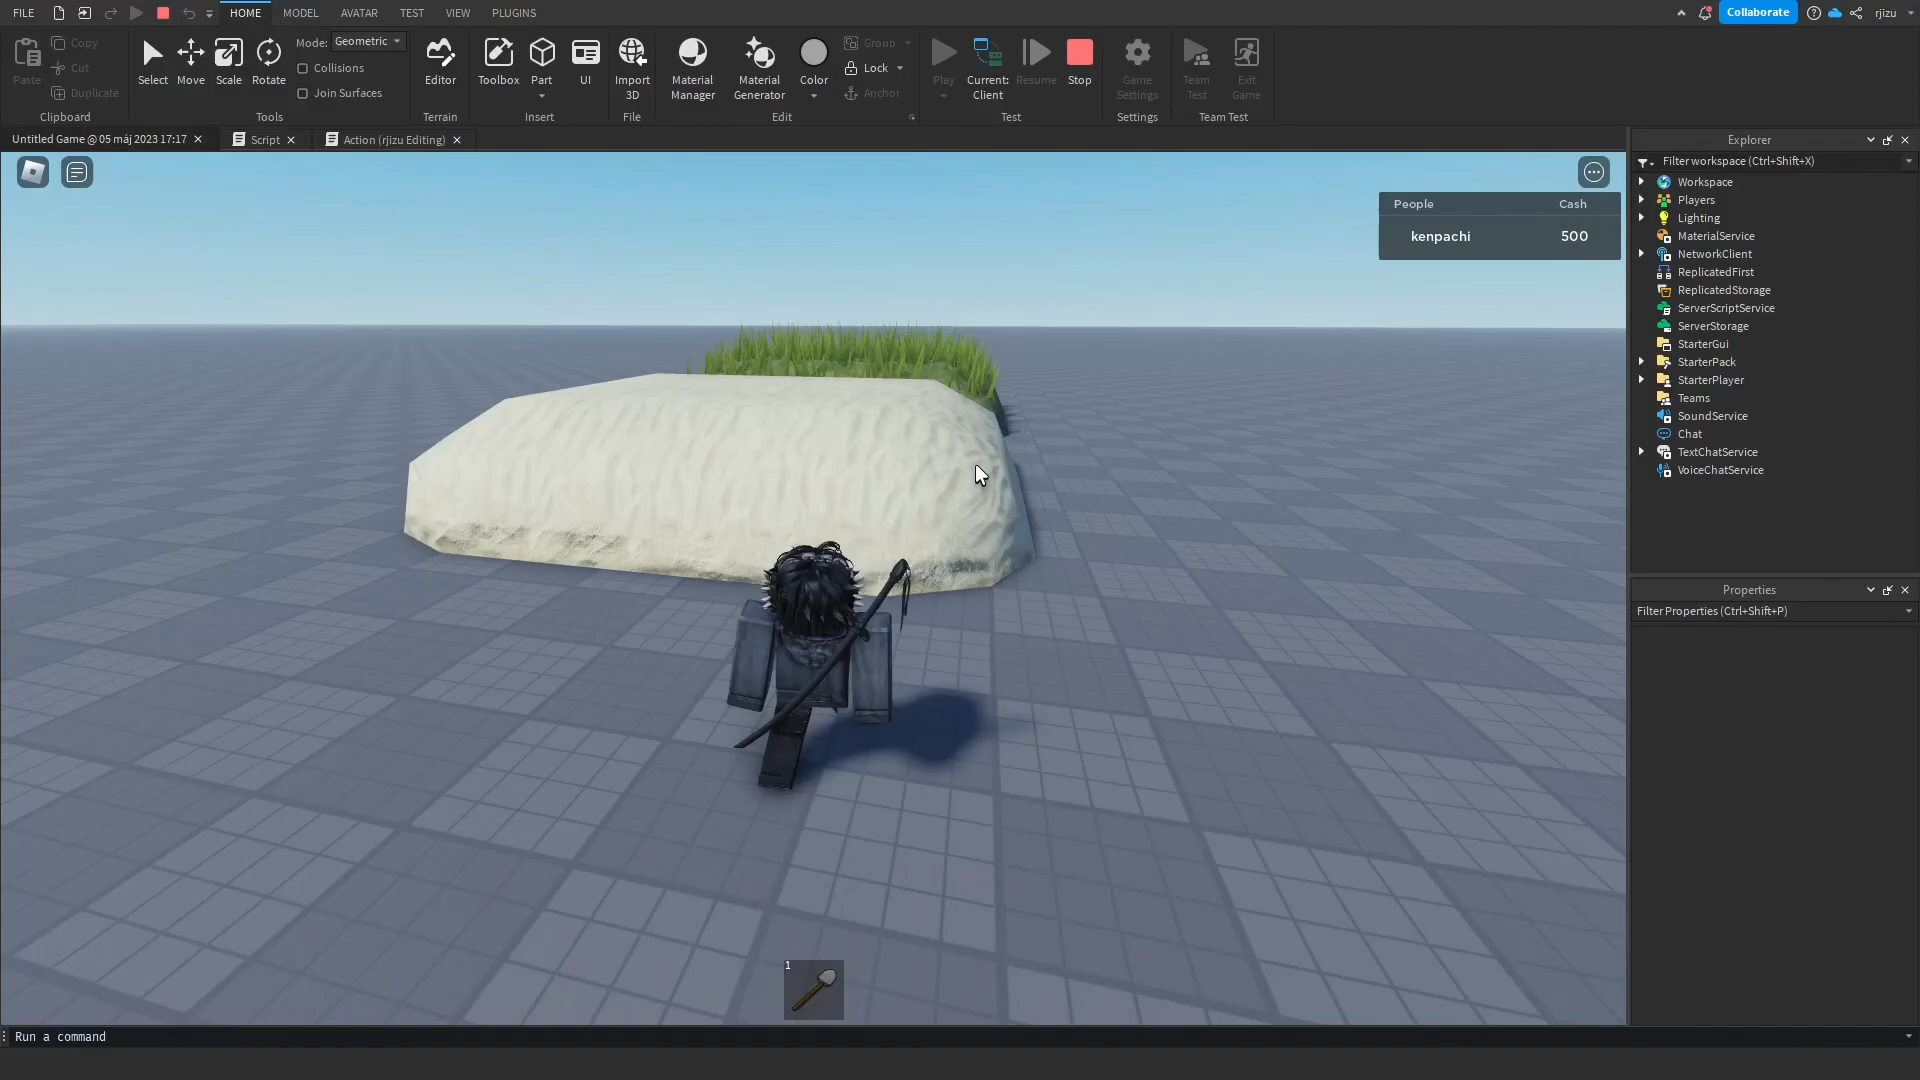 FILE HOME MODEL AVATAR TEST VIEW PLUGINS Collaborate rjizu
Paste
Copy
Cut
Duplicate
Clipboard
Select Move Scale Rotate
Mode: Geometric
Collisions
Join Surfaces
Tools
Editor
Terrain
Toolbox Part UI
Insert
Import
3D
File
Material
Manager
Material
Generator
Color
Group
Lock
Anchor
Edit
Play
Current:
Client
Resume Stop
Test
Game
Settings
Settings
Team
Test
Exit
Game
Team Test
Untitled Game @ 05 máj 2023 17:17 Script Action (rjizu Editing)
People Cash
kenpachi 500
1
Explorer
Filter workspace (Ctrl+Shift+X)
Workspace
Players
Lighting
MaterialService
NetworkClient
ReplicatedFirst
ReplicatedStorage
ServerScriptService
ServerStorage
StarterGui
StarterPack
StarterPlayer
Teams
SoundService
Chat
TextChatService
VoiceChatService
Properties
Filter Properties (Ctrl+Shift+P)
Run a command